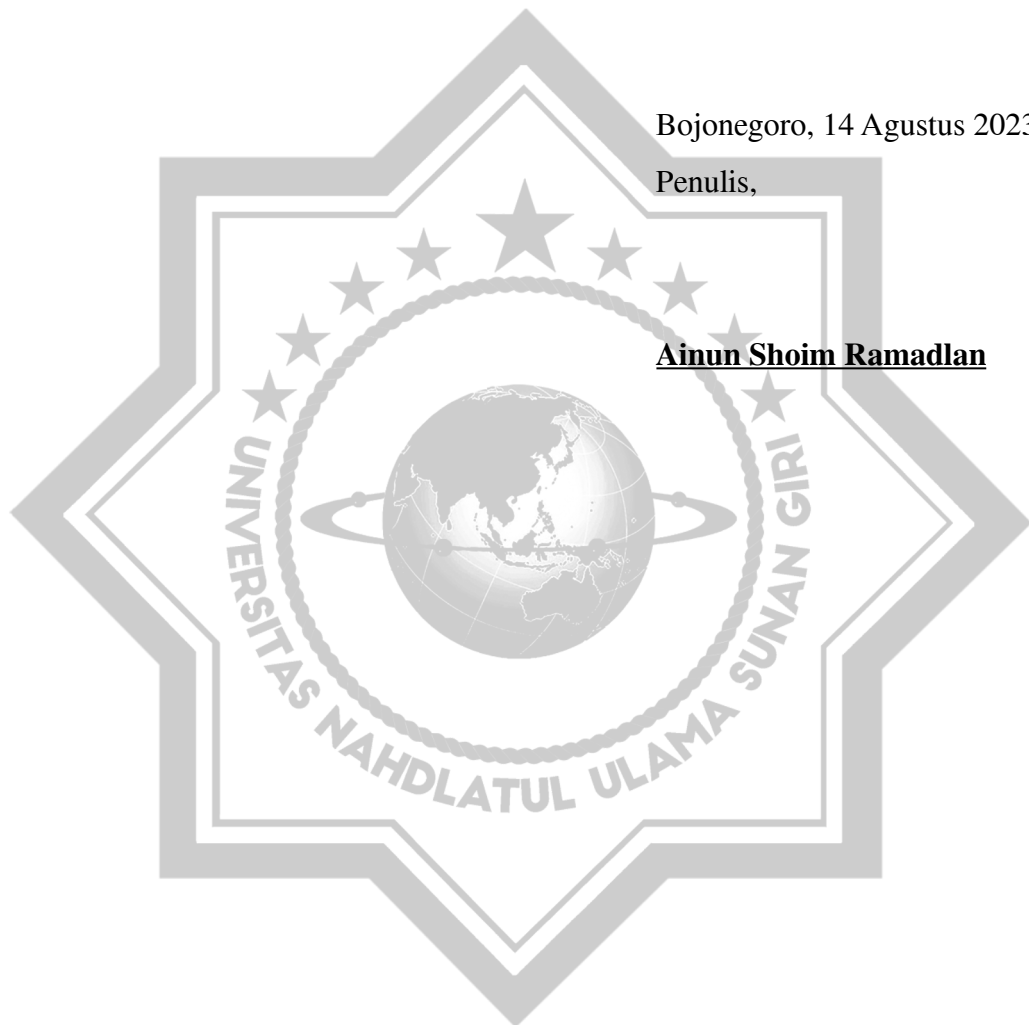 Bojonegoro, 14 Agustus 2023
Penulis,
Ainun Shoim Ramadlan
UNIVERSITAS NAHDLATUL ULAMA SUNAN GIRI